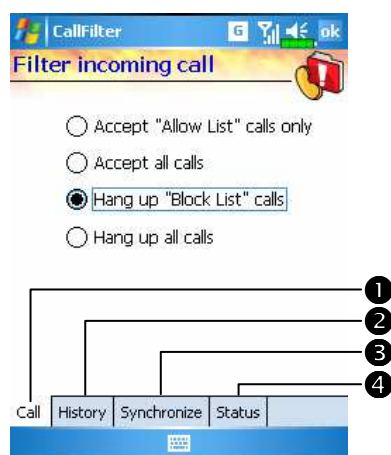 CallFilter G ok
Filter incoming call
Accept "Allow List" calls only
Accept all calls
Hang up "Block List" calls
Hang up all calls
1
2
3
4
Call History Synchronize Status